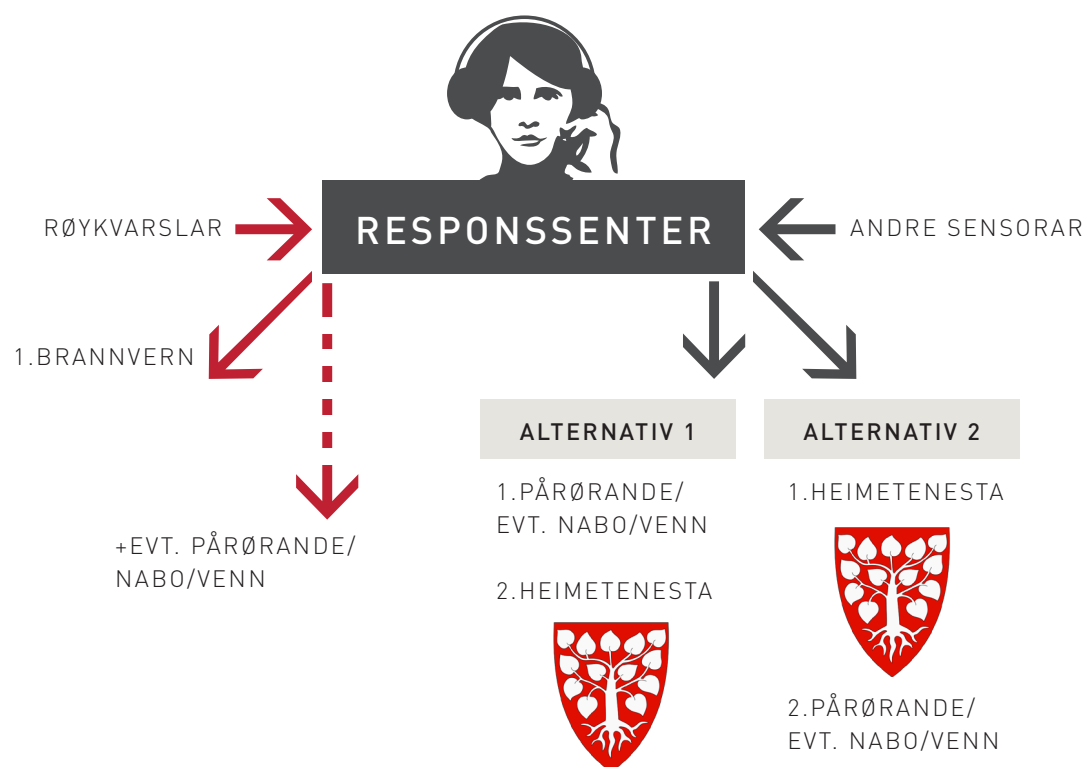 RØYKVARSLAR
RESPONSSENTER
ANDRE SENSORAR
1.BRANNVERN
+EVT. PÅRØRANDE/
NABO/VENN
ALTERNATIV 1
1.PÅRØRANDE/
EVT. NABO/VENN
2.HEIMETENESTA
ALTERNATIV 2
1.HEIMETENESTA
2.PÅRØRANDE/
EVT. NABO/VENN